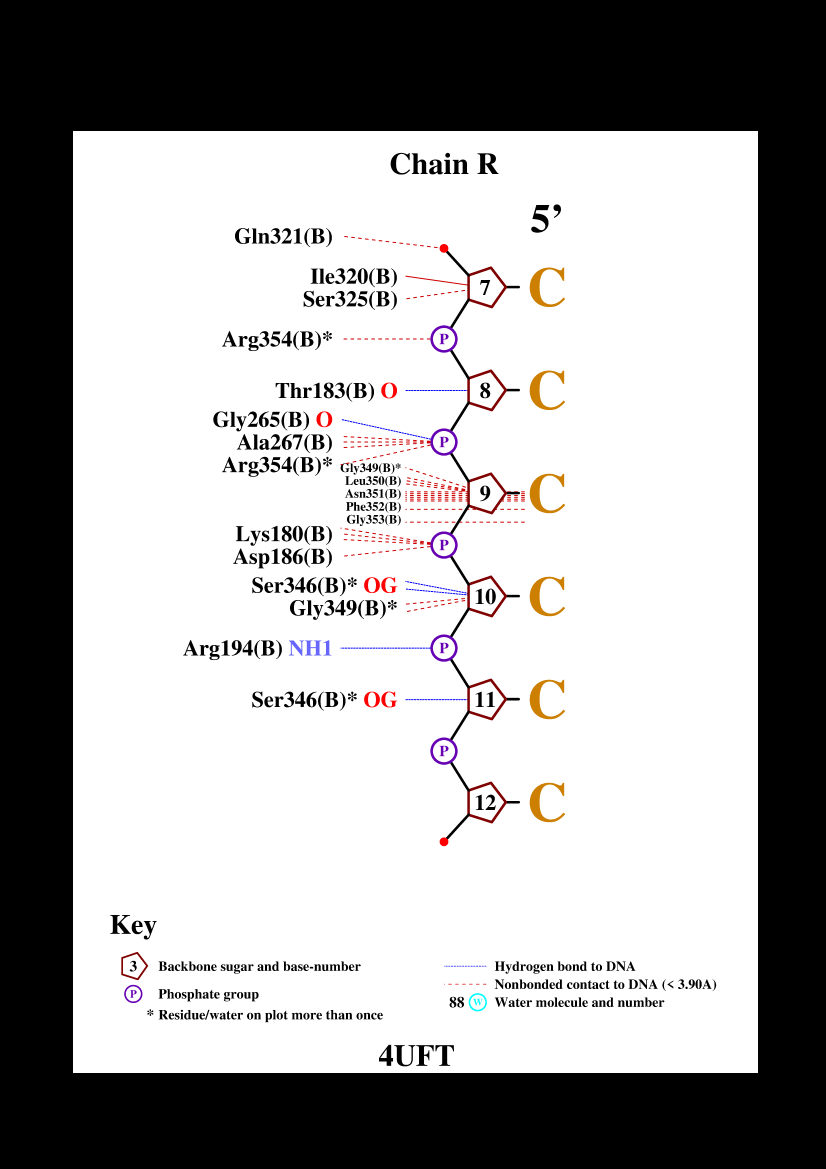 Chain R
5’
Gln321(B)
Ile320(B)
7 C
Ser325(B)
Arg354(B)* P
Thr183(B) O 8 C
Gly265(B) O
Ala267(B) P
Arg354(B)*
Gly349(B)*
Leu350(B)
Asn351(B) 9 C
Phe352(B)
Gly353(B)
Lys180(B)
P
Asp186(B)
Ser346(B)* OG
10 C
Gly349(B)*
Arg194(B) NH1 P
Ser346(B)* OG 11 C
P
12 C
Key
3 Backbone sugar and base-number
P Phosphate group
* Residue/water on plot more than once
Hydrogen bond to DNA
Nonbonded contact to DNA (< 3.90A)
88 W Water molecule and number
4UFT